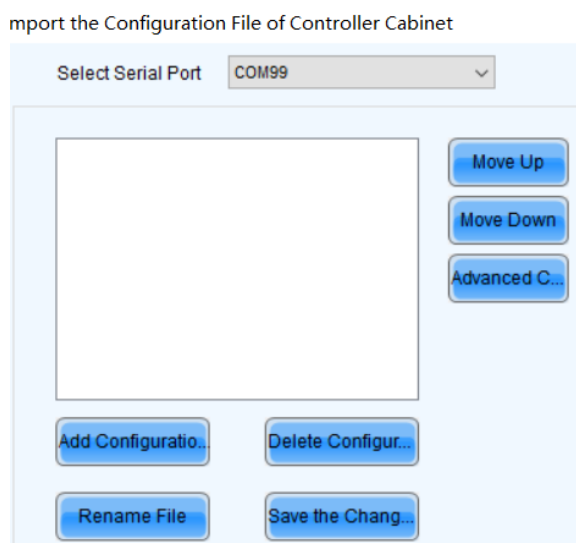 mport the Configuration File of Controller Cabinet
Select Serial Port COM99
Move Up
Move Down
Advanced C...
Add Configuratio..
Delete Configur...
Rename File
Save the Chang...